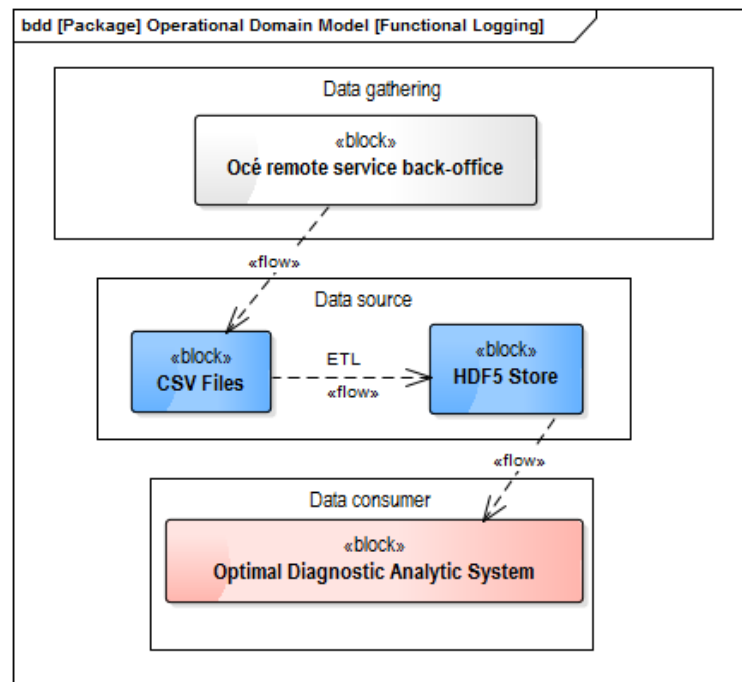 bdd [Package] Operational Domain Model [Functional Logging]
Data gathering
«block»
Océ remote service back-office
«flow»
Data source
«block»
CSV Files
ETL
«flow»
«block»
HDF5 Store
«flow»
Data consumer
«block»
Optimal Diagnostic Analytic System